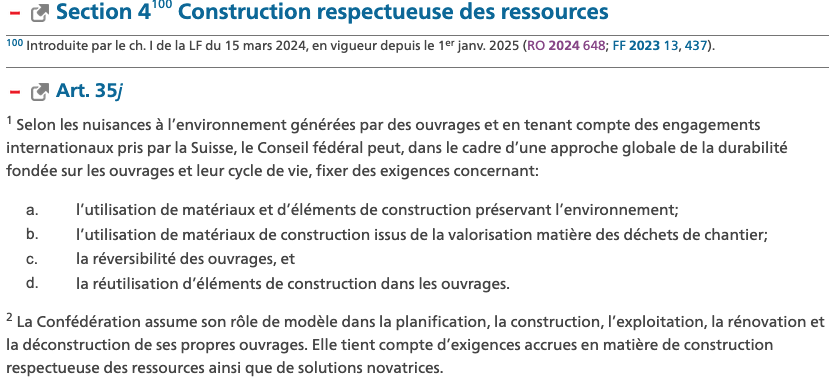 Section 4100 Construction respectueuse des ressources
100 Introduite par le ch. I de la LF du 15 mars 2024, en vigueur depuis le 1er janv. 2025 (RO 2024 648; FF 2023 13, 437).
Art. 35j
1 Selon les nuisances à l’environnement générées par des ouvrages et en tenant compte des engagements
internationaux pris par la Suisse, le Conseil fédéral peut, dans le cadre d’une approche globale de la durabilité
fondée sur les ouvrages et leur cycle de vie, fixer des exigences concernant:
a. l’utilisation de matériaux et d’éléments de construction préservant l’environnement;
b. l’utilisation de matériaux de construction issus de la valorisation matière des déchets de chantier;
c. la réversibilité des ouvrages, et
d. la réutilisation d’éléments de construction dans les ouvrages.
2 La Confédération assume son rôle de modèle dans la planification, la construction, l’exploitation, la rénovation et
la déconstruction de ses propres ouvrages. Elle tient compte d’exigences accrues en matière de construction
respectueuse des ressources ainsi que de solutions novatrices.